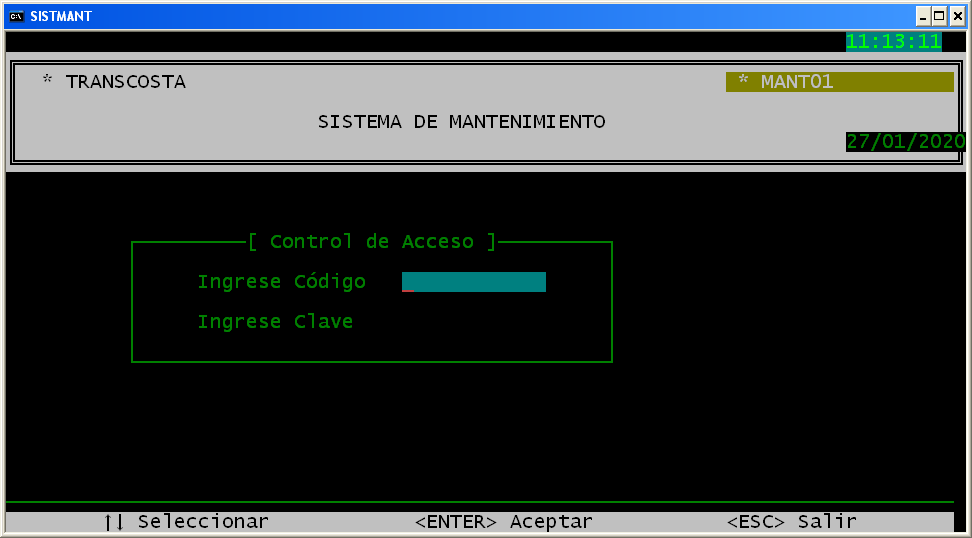 SISTMANT
11:13:11
* TRANSCOSTA * MANT01
SISTEMA DE MANTENIMIENTO
27/01/2020
[ Control de Acceso ]
Ingrese Código _
Ingrese Clave
↑↓ Seleccionar <ENTER> Aceptar <ESC> Salir